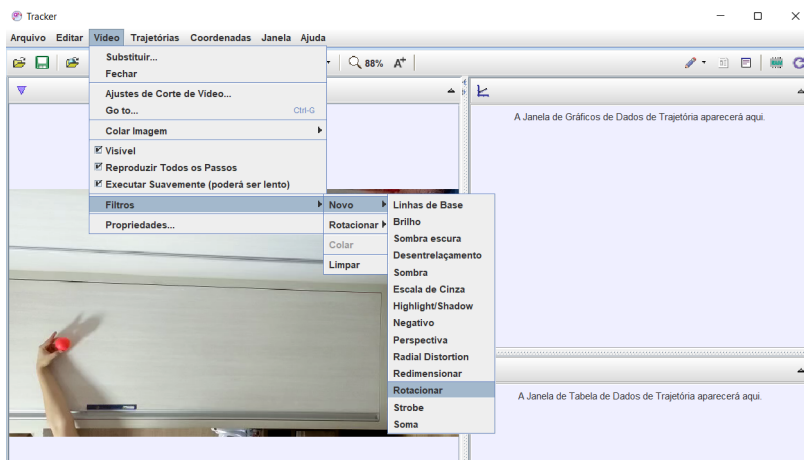 Tracker
Arquivo Editar Vídeo Trajetórias Coordenadas Janela Ajuda
88% A+
Substituir...
Fechar
Ajustes de Corte de Vídeo...
Go to... Ctrl-G
Colar Imagem
Visível
Reproduzir Todos os Passos
Executar Suavemente (poderá ser lento)
Filtros
Propriedades...
Novo
Rotacionar
Colar
Limpar
Linhas de Base
Brilho
Sombra escura
Desentrelaçamento
Sombra
Escala de Cinza
Highlight/Shadow
Negativo
Perspectiva
Radial Distortion
Redimensionar
Rotacionar
Strobe
Soma
A Janela de Gráficos de Dados de Trajetória aparecerá aqui.
A Janela de Tabela de Dados de Trajetória aparecerá aqui.